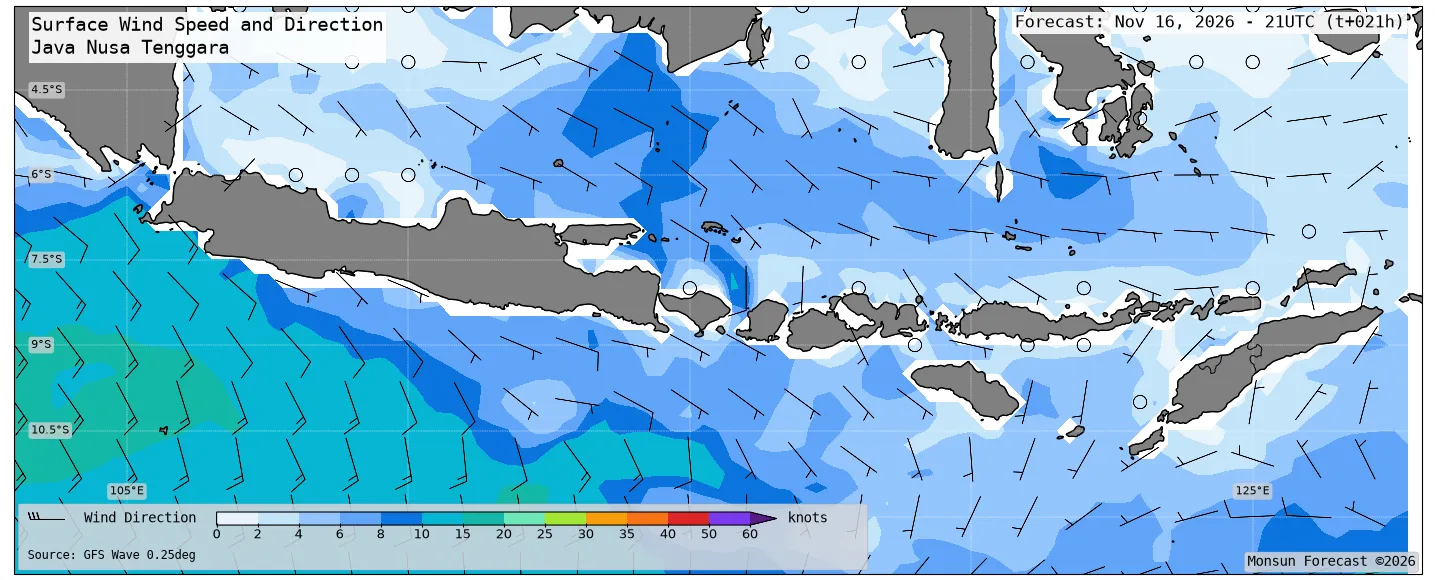 Surface Wind Speed and Direction
Java Nusa Tenggara
Forecast: Nov 16, 2026 - 21UTC (t+021h)
4.5°S
6°S
7.5°S
9°S
10.5°S
105°E
125°E
Wind Direction
0 2 4 6 8 10 15 20 25 30 35 40 50 60
knots
Source: GFS Wave 0.25deg
Monsun Forecast ©2026